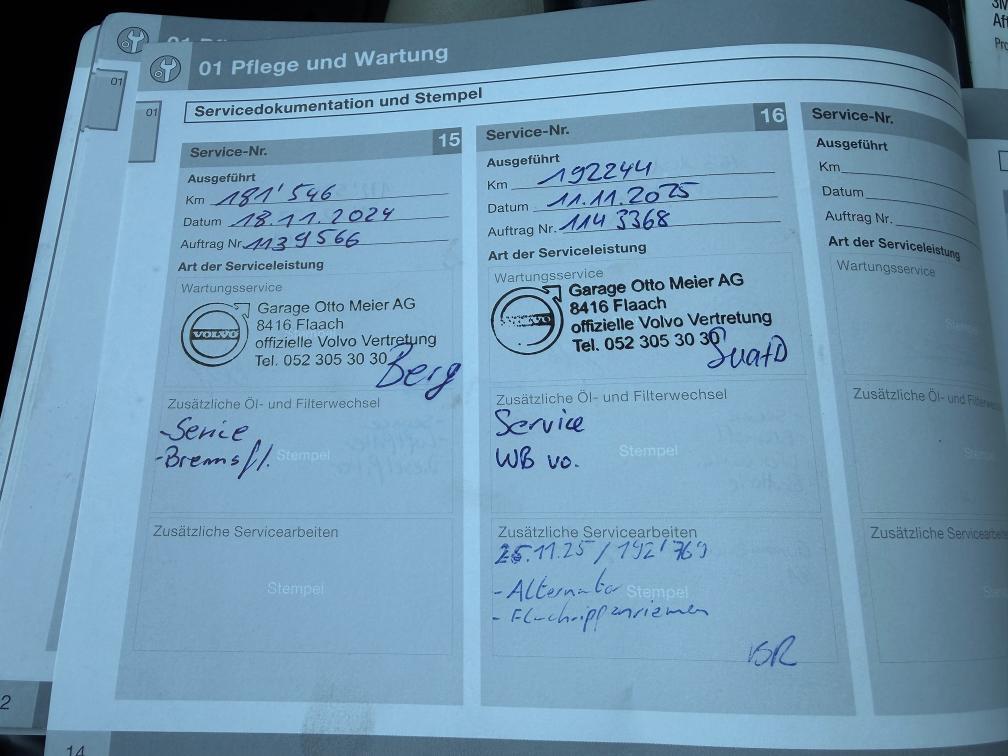 01 Pflege und Wartung
01
01
Servicedokumentation und Stempel
Service-Nr. 15
Ausgeführt
Km 181'546
Datum 18.11.2024
Auftrag Nr. 1139566
Art der Serviceleistung
Wartungsservice
VOLVO
Garage Otto Meier AG
8416 Flaach
offizielle Volvo Vertretung
Tel. 052 305 30 30
Berg
Zusätzliche Öl- und Filterwechsel
-Service
-Bremsfl.
Stempel
Zusätzliche Servicearbeiten
Stempel
Service-Nr. 16
Ausgeführt
Km 192244
Datum 11.11.2025
Auftrag Nr. 1143368
Art der Serviceleistung
Wartungsservice
VOLVO
Garage Otto Meier AG
8416 Flaach
offizielle Volvo Vertretung
Tel. 052 305 30 30
Zusätzliche Öl- und Filterwechsel
Service
WB vo.
Stempel
Zusätzliche Servicearbeiten
25.11.25 / 192'769
- Alternator
Stempel
- Flachrippenriemen
Service-Nr.
Ausgeführt
Km
Datum
Auftrag Nr.
Art der Serviceleistung
Wartungsservice
Zusätzliche Öl- und
Zusätzliche
2
14